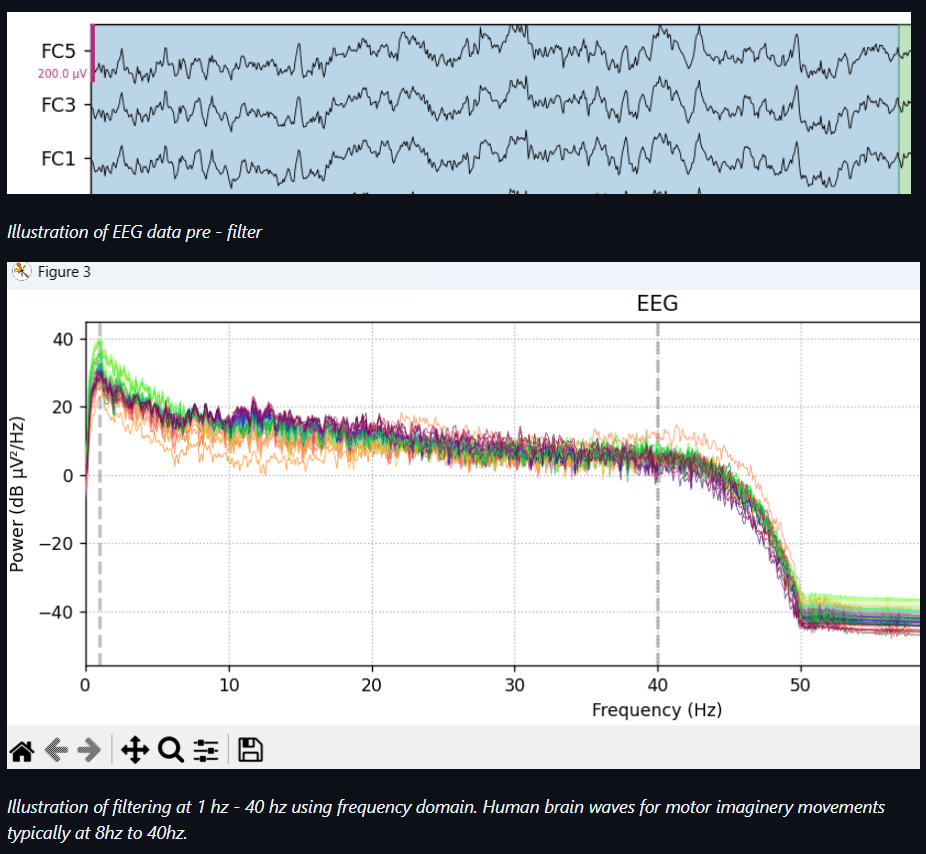 FC5
200.0 µV
FC3
FC1
Illustration of EEG data pre - filter
Figure 3
EEG
Power (dB µV²/Hz)
40
20
0
−20
−40
0 10 20 30 40 50
Frequency (Hz)
Illustration of filtering at 1 hz - 40 hz using frequency domain. Human brain waves for motor imaginery movements
typically at 8hz to 40hz.